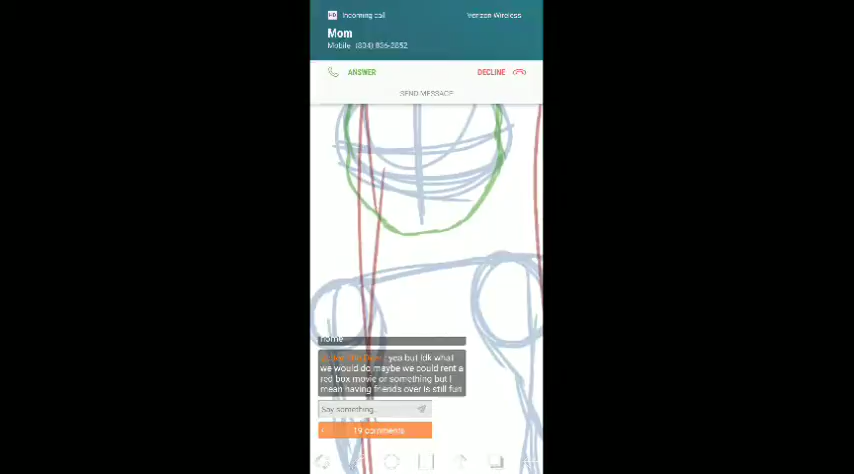 HD Incoming call
Verizon Wireless
Mom
Mobile
ANSWER
DECLINE
SEND MESSAGE
home
yea but Idk what
we would do maybe we could rent a
red box movie or something but I
mean having friends over is still fun
Say something..
19 comments